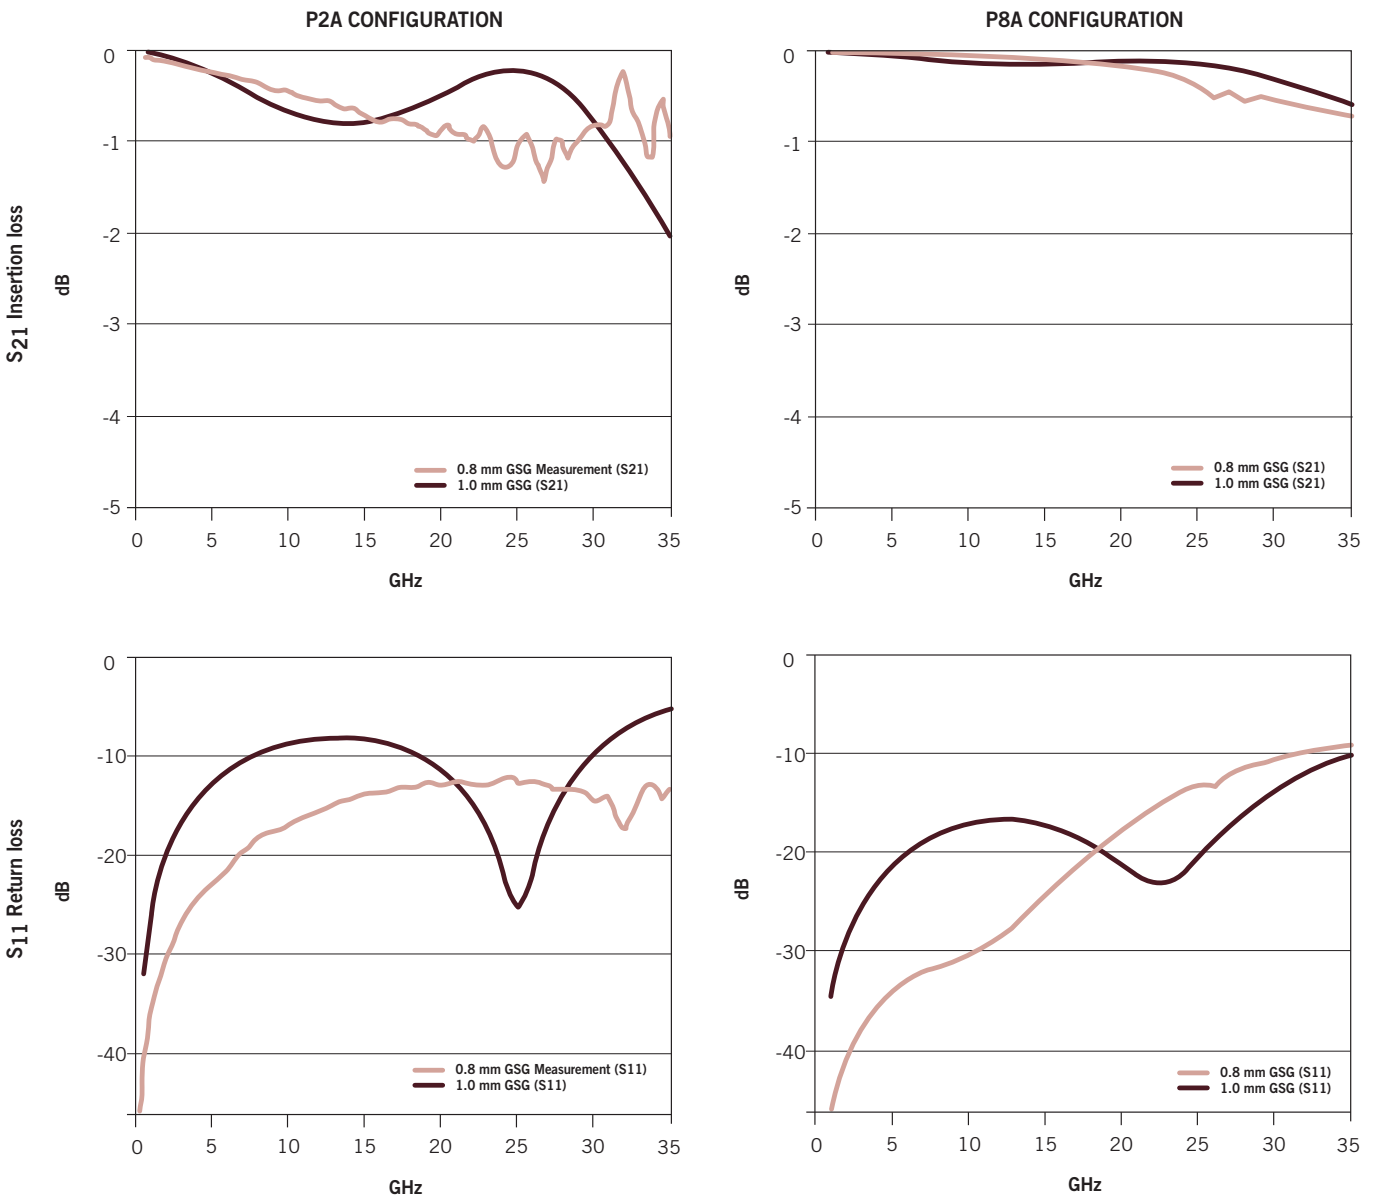 P2A CONFIGURATION
P8A CONFIGURATION
S21 Insertion loss
dB
0
-1
-2
-3
-4
-5
0.8 mm GSG Measurement (S21)
1.0 mm GSG (S21)
0 5 10 15 20 25 30 35
GHz
dB
0
-1
-2
-3
-4
-5
0.8 mm GSG (S21)
1.0 mm GSG (S21)
0 5 10 15 20 25 30 35
GHz
S11 Return loss
dB
0
-10
-20
-30
-40
0.8 mm GSG Measurement (S11)
1.0 mm GSG (S11)
0 5 10 15 20 25 30 35
GHz
dB
0
-10
-20
-30
-40
0.8 mm GSG (S11)
1.0 mm GSG (S11)
0 5 10 15 20 25 30 35
GHz